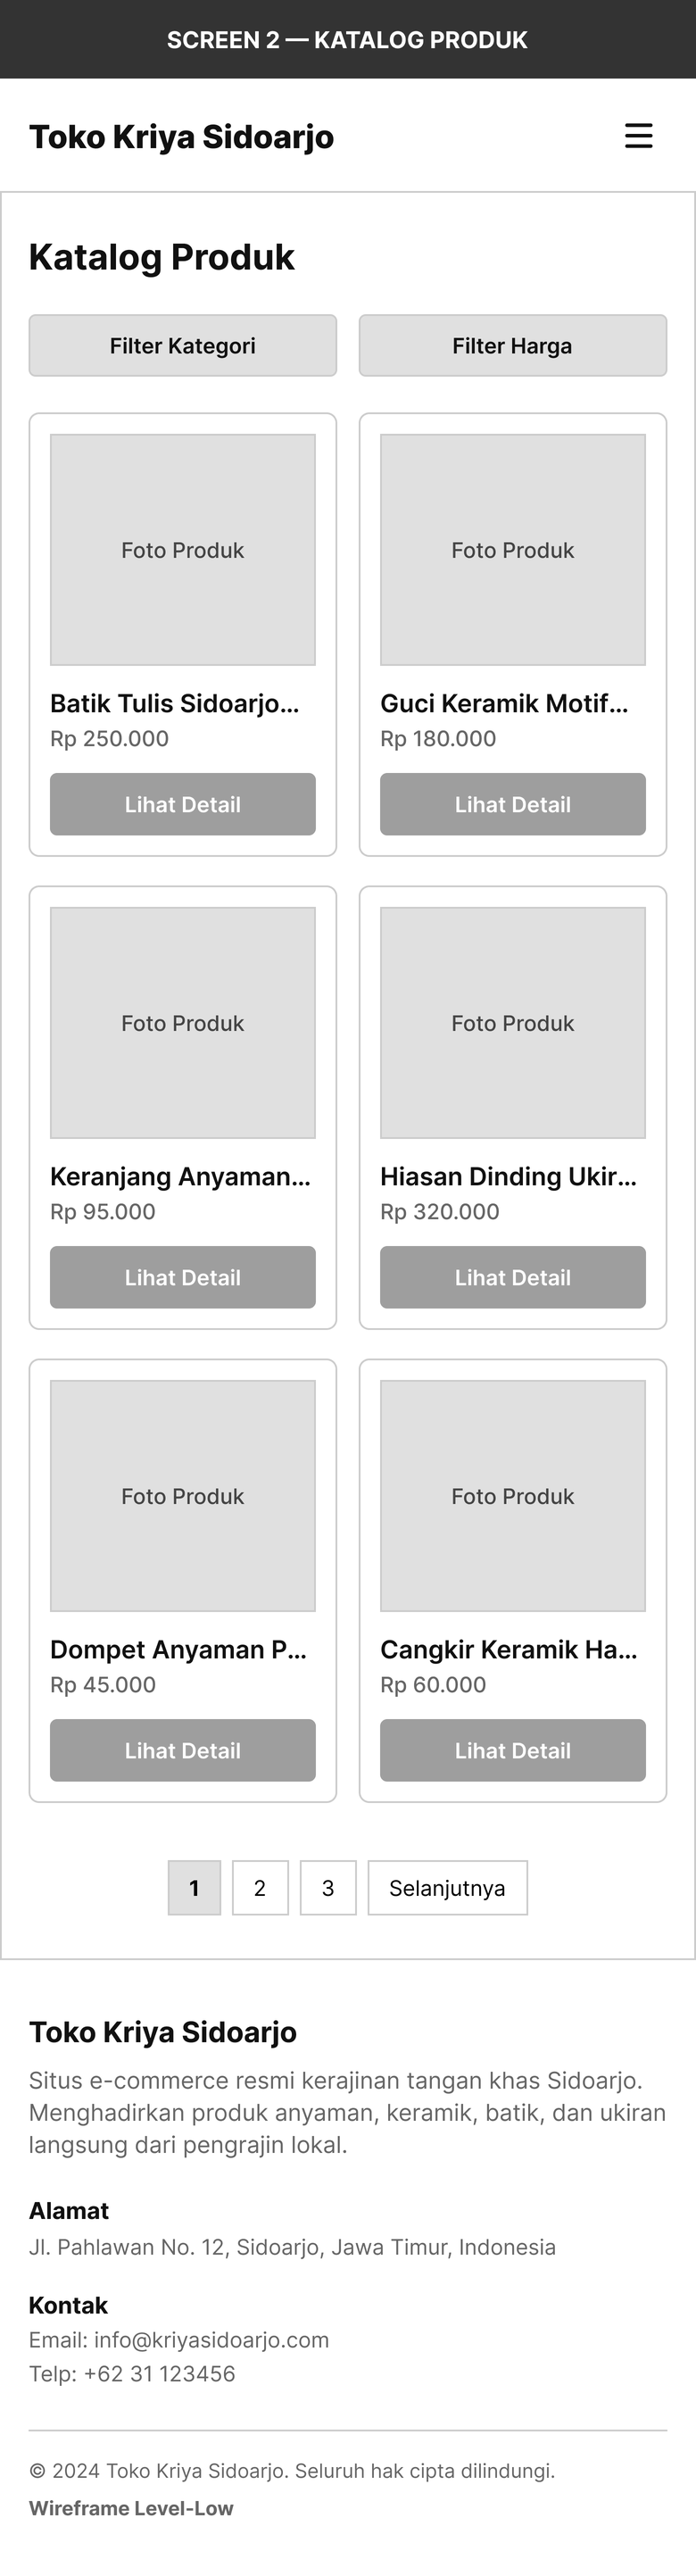 SCREEN 2 — KATALOG PRODUK
Toko Kriya Sidoarjo
Katalog Produk
Filter Kategori
Filter Harga
Foto Produk
Foto Produk
Batik Tulis Sidoarjo...
Rp 250.000
Lihat Detail
Guci Keramik Motif...
Rp 180.000
Lihat Detail
Foto Produk
Foto Produk
Keranjang Anyaman...
Rp 95.000
Lihat Detail
Hiasan Dinding Ukir...
Rp 320.000
Lihat Detail
Foto Produk
Foto Produk
Dompet Anyaman P...
Rp 45.000
Lihat Detail
Cangkir Keramik Ha...
Rp 60.000
Lihat Detail
1
2
3
Selanjutnya
Toko Kriya Sidoarjo
Situs e-commerce resmi kerajinan tangan khas Sidoarjo.
Menghadirkan produk anyaman, keramik, batik, dan ukiran
langsung dari pengrajin lokal.
Alamat
Jl. Pahlawan No. 12, Sidoarjo, Jawa Timur, Indonesia
Kontak
Email: info@kriyasidoarjo.com
Telp: +62 31 123456
© 2024 Toko Kriya Sidoarjo. Seluruh hak cipta dilindungi.
Wireframe Level-Low